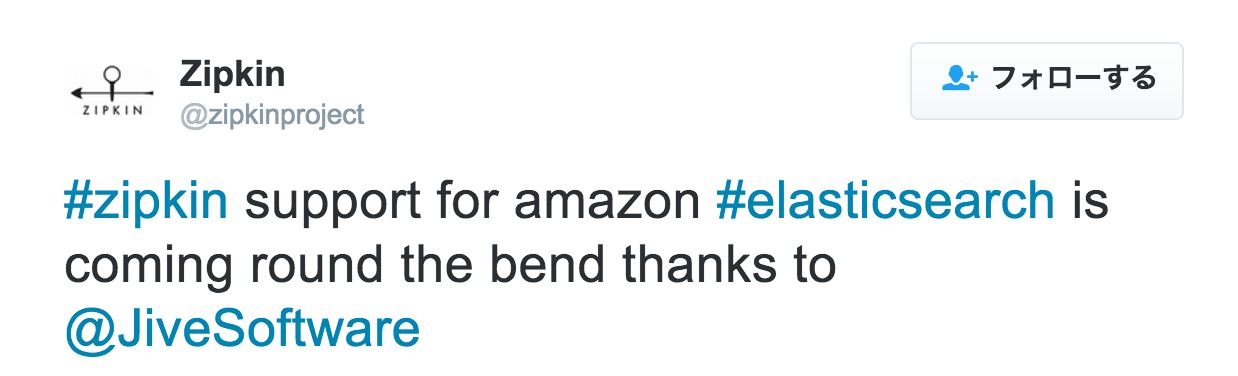 ZIPKIN
Zipkin
@zipkinproject
フォローする
#zipkin support for amazon #elasticsearch is
coming round the bend thanks to
@JiveSoftware